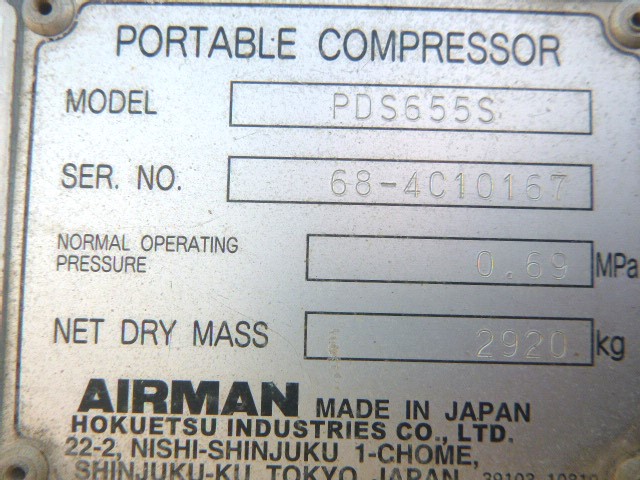 PORTABLE COMPRESSOR
MODEL PDS655S
SER. NO. 68-4C10167
NORMAL OPERATING PRESSURE 0.69 MPa
NET DRY MASS 2920 kg
AIRMAN MADE IN JAPAN
HOKUETSU INDUSTRIES CO., LTD.
22-2, NISHI-SHINJUKU 1-CHOME,
SHINJUKU-KU, TOKYO, JAPAN